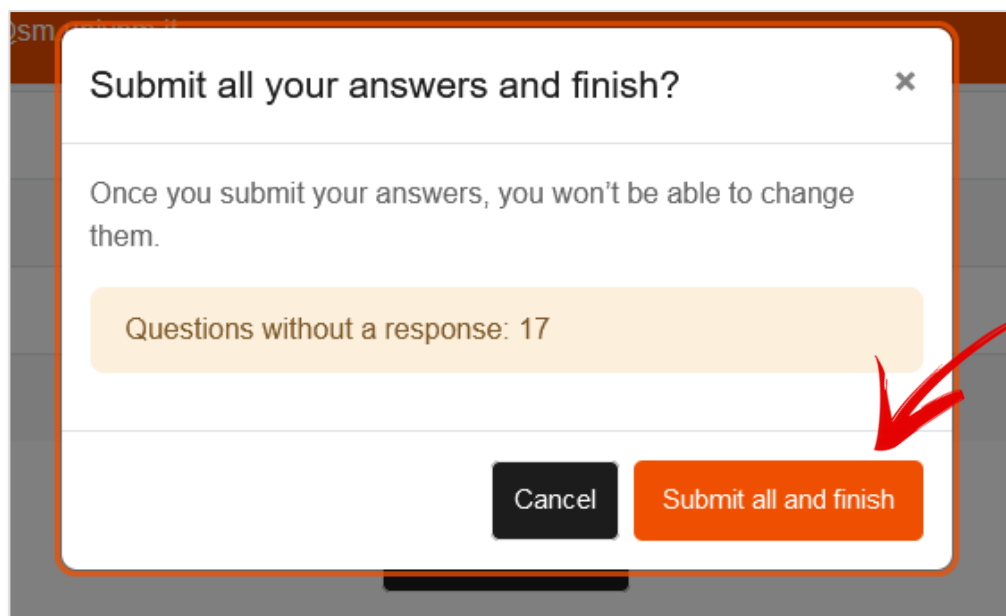 Submit all your answers and finish?
×
Once you submit your answers, you won’t be able to change
them.
Questions without a response: 17
Cancel
Submit all and finish